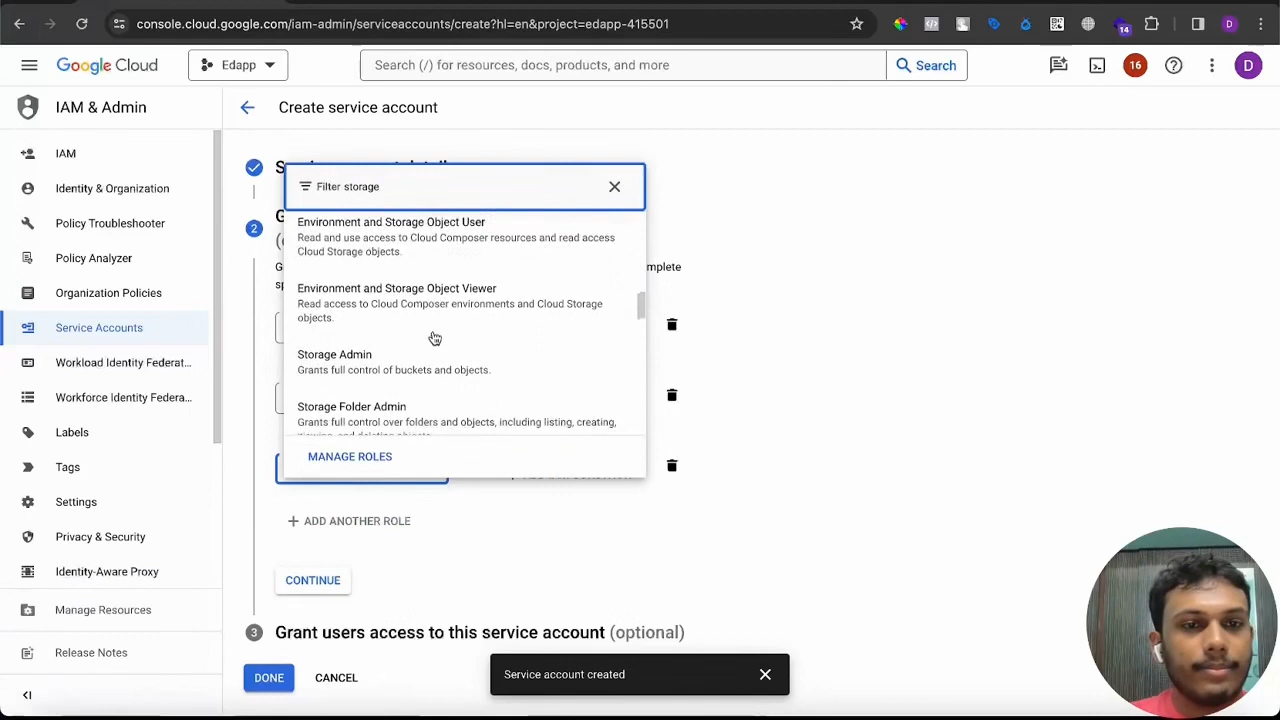 console.cloud.google.com/iam-admin/serviceaccounts/create?hl=en&project=edapp-415501
14
D
Google Cloud
Edapp
Search (/) for resources, docs, products, and more
Search
16
D
IAM & Admin
Create service account
IAM
Identity & Organization
Policy Troubleshooter
Policy Analyzer
Organization Policies
Service Accounts
Workload Identity Federat...
Workforce Identity Federa...
Labels
Tags
Settings
Privacy & Security
Identity-Aware Proxy
Manage Resources
Release Notes
2
Filter storage
Environment and Storage Object User
Read and use access to Cloud Composer resources and read access
Cloud Storage objects.
Environment and Storage Object Viewer
Read access to Cloud Composer environments and Cloud Storage
objects.
Storage Admin
Grants full control of buckets and objects.
Storage Folder Admin
Grants full control over folders and objects, including listing, creating,
MANAGE ROLES
mplete
ADD ANOTHER ROLE
CONTINUE
3 Grant users access to this service account (optional)
DONE
CANCEL
Service account created